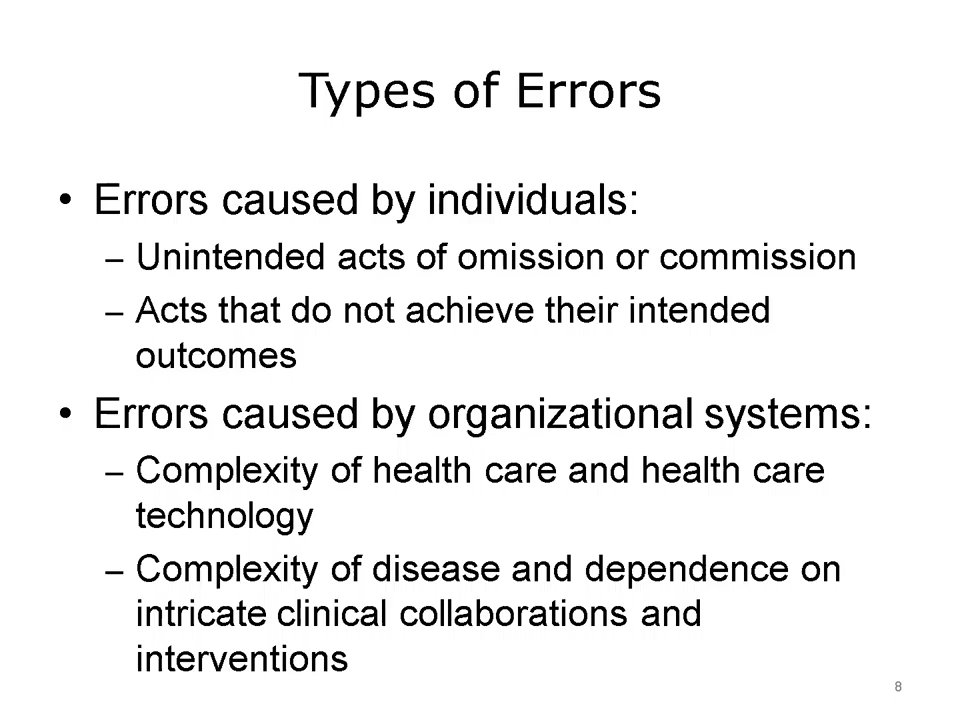 Types of Errors
• Errors caused by individuals:
– Unintended acts of omission or commission
– Acts that do not achieve their intended
outcomes
• Errors caused by organizational systems:
– Complexity of health care and health care
technology
– Complexity of disease and dependence on
intricate clinical collaborations and
interventions
8